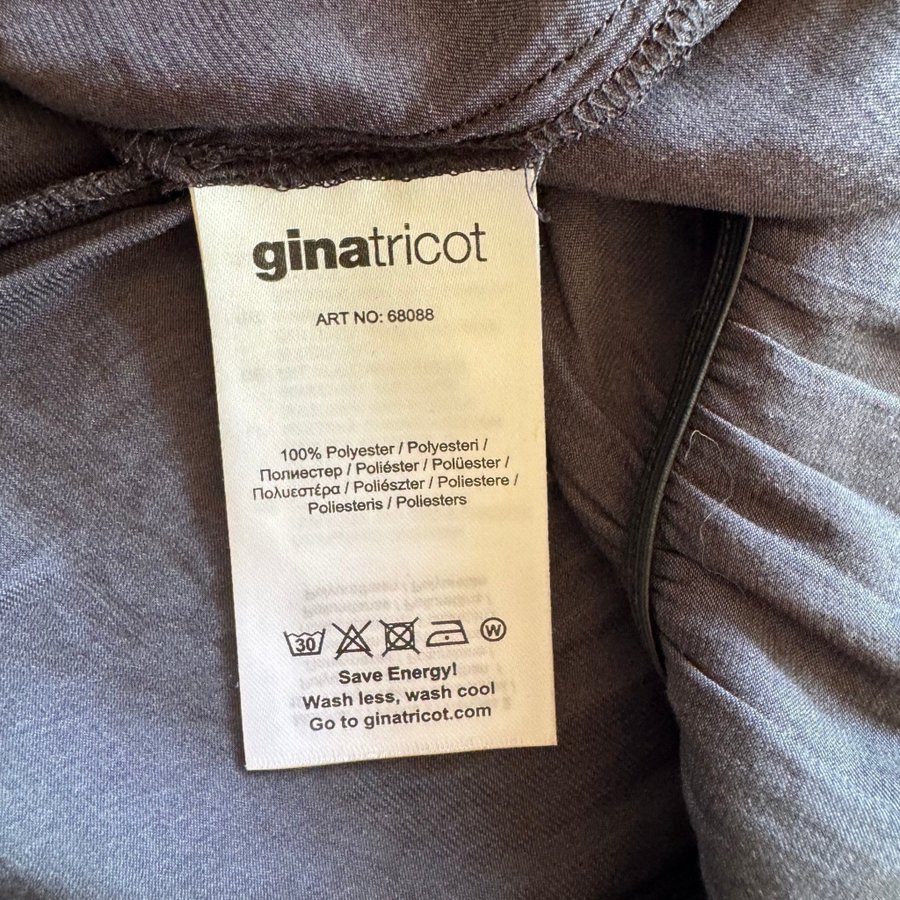 ginatricot
ART NO: 68088
100% Polyester / Polyesteri /
Полиестер / Poliéster / Polüester /
Πολυεστέρα / Poliészter / Poliestere /
Poliesteris / Poliesters
30
W
Save Energy!
Wash less, wash cool
Go to ginatricot.com